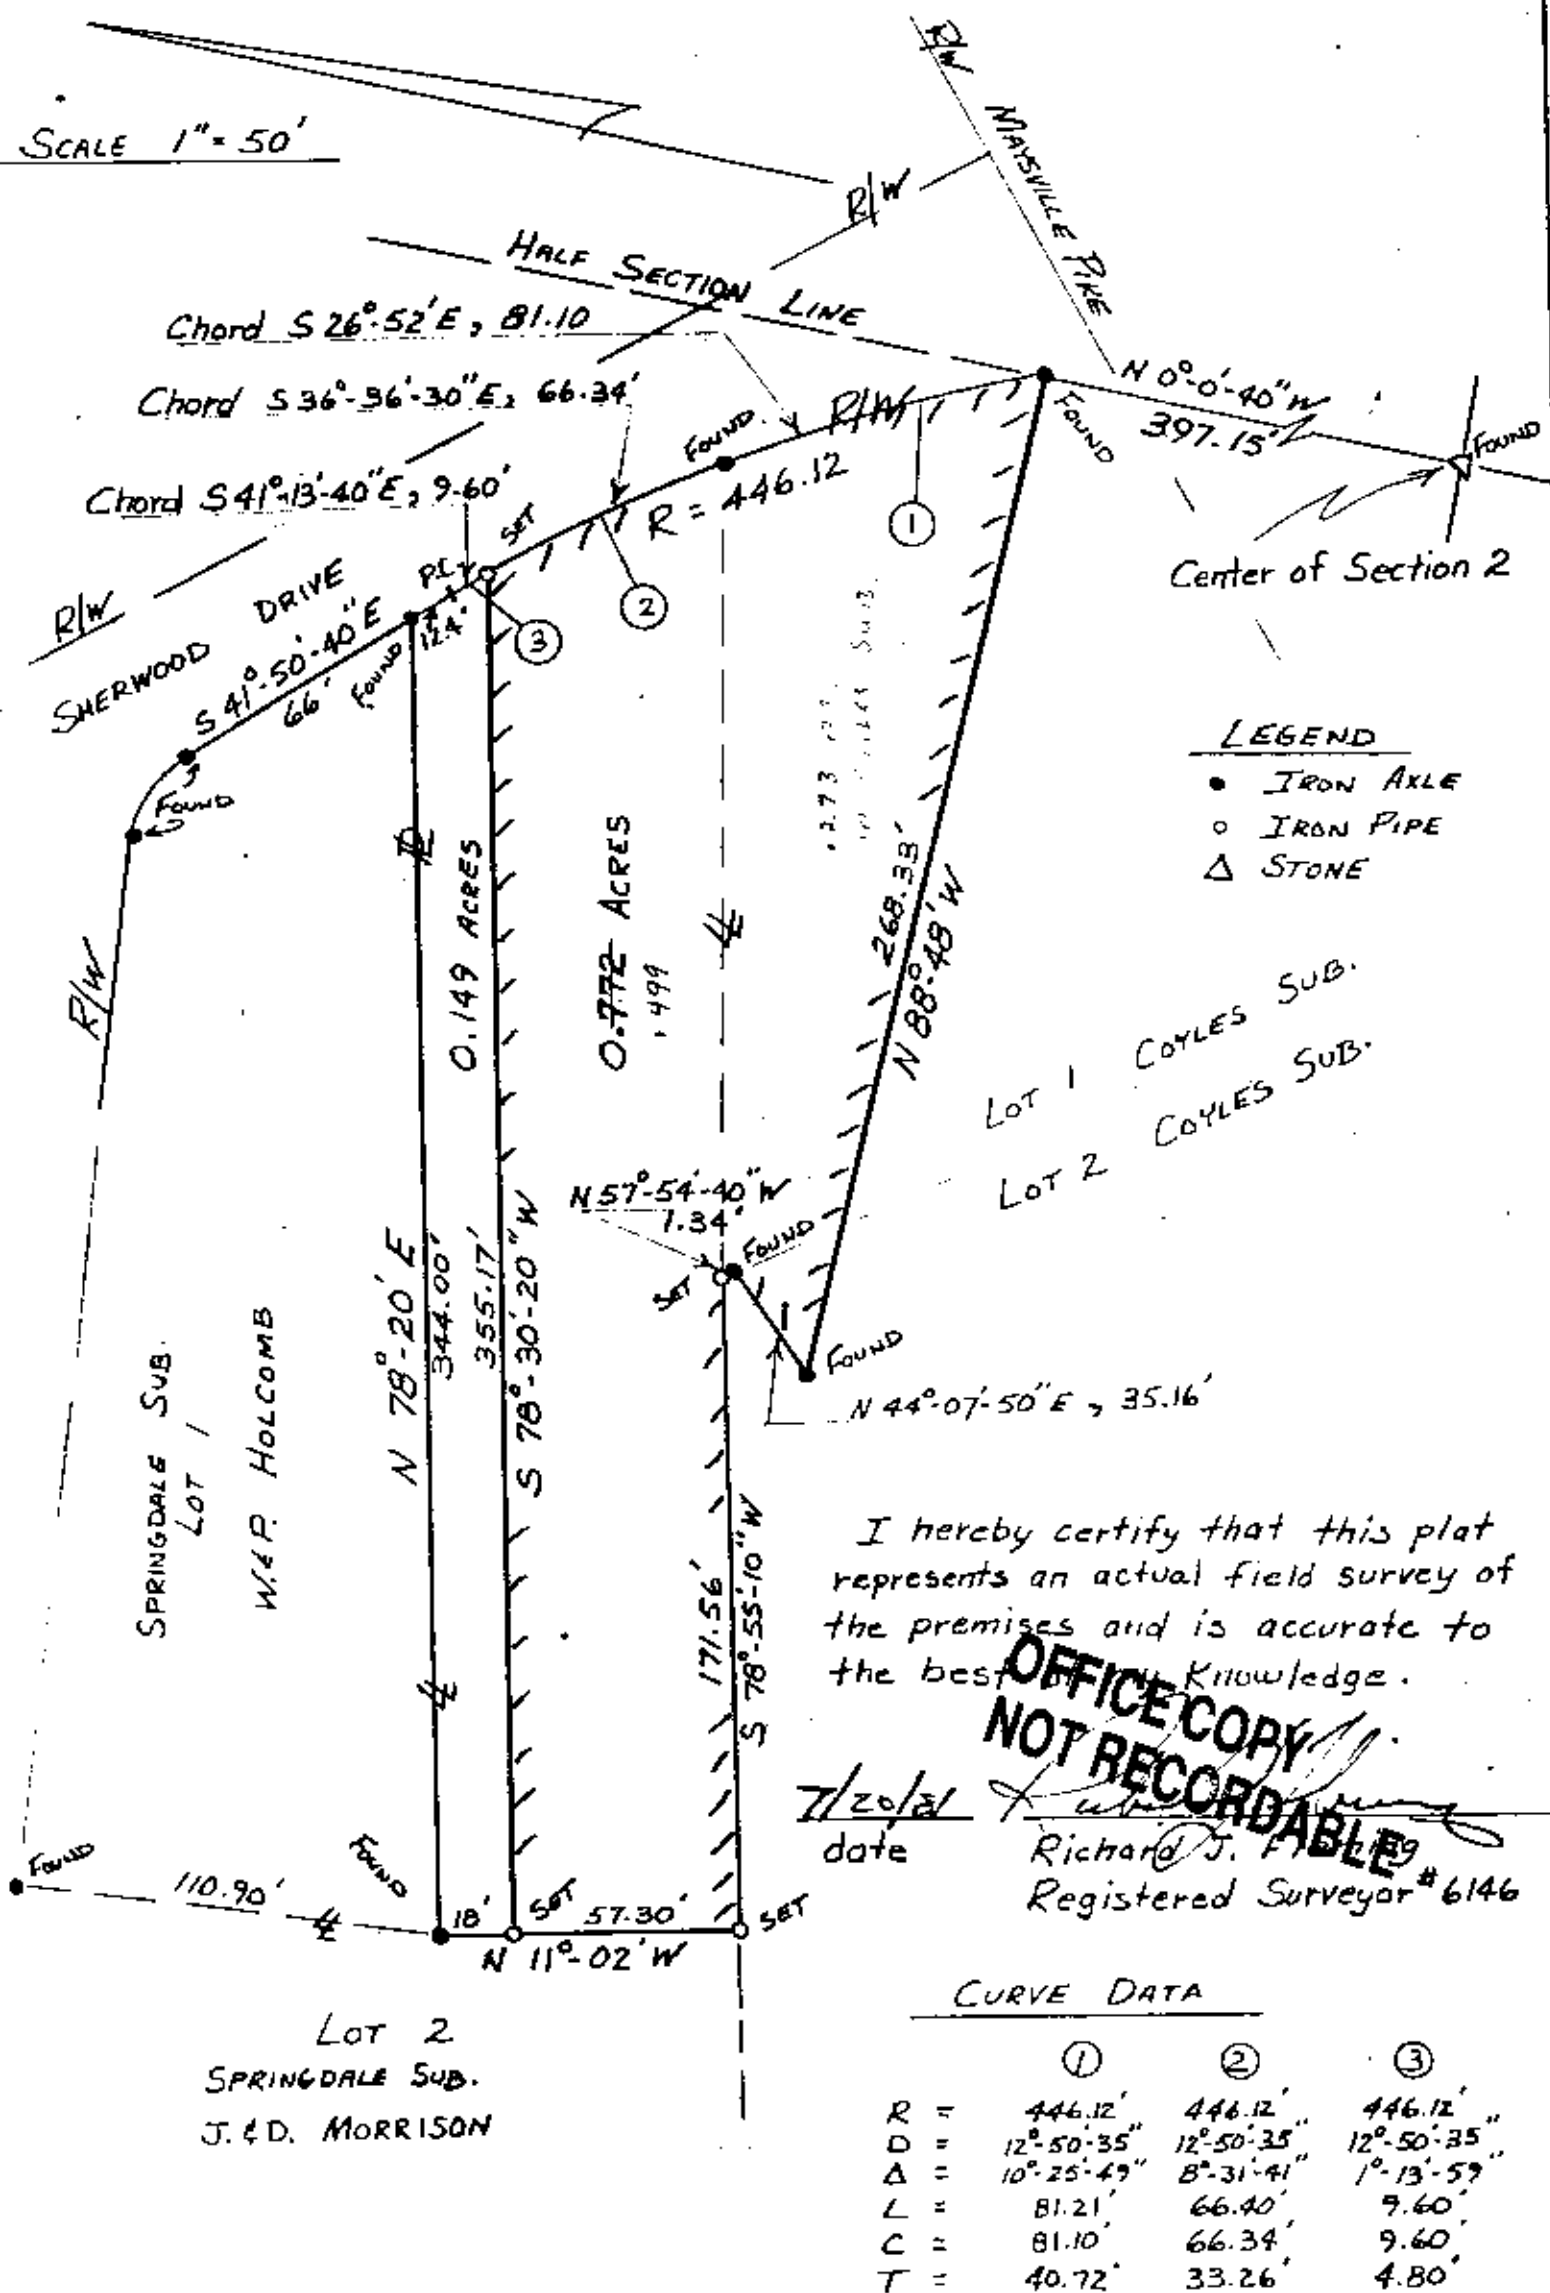 SCALE 1" = 50'
R/W
MAYSVILLE PIKE
R/W
HALF SECTION LINE
Chord S 26°-52' E, 81.10
Chord S 36°-36'-30" E, 66.34'
Chord S 41°-13'-40" E, 9.60'
N 0°-0'-40" W
397.15'
FOUND
FOUND
FOUND
R/W
R = 446.12
1
2
3
SET
P.C.
12.4'
Center of Section 2
R/W
SHERWOOD DRIVE
S 41°-50'-40" E
66'
FOUND
FOUND
R/W
LEGEND
● IRON AXLE
○ IRON PIPE
△ STONE
0.149 ACRES
0.772 ACRES
.499
.273
268.33'
N 88°-48' W
LOT 1 COYLES SUB.
LOT 2 COYLES SUB.
N 57°-54'-40" W
1.34'
FOUND
SET
FOUND
N 44°-07'-50" E, 35.16'
N 78°-20' E
344.00'
355.17'
S 78°-30'-20" W
SPRINGDALE SUB.
LOT 1
W. & P. HOLCOMB
171.56'
S 78°-55'-10" W
I hereby certify that this plat
represents an actual field survey of
the premises and is accurate to
the best Knowledge.
OFFICE COPY
NOT RECORDABLE
7/20/81
date
Richard J.
Registered Surveyor #6146
FOUND
110.90'
FOUND
18'
SET
57.30'
SET
N 11°-02' W
LOT 2
SPRINGDALE SUB.
J. & D. MORRISON
CURVE DATA
1 2 3
R = 446.12' 446.12' 446.12'
D = 12°-50'-35" 12°-50'-35" 12°-50'-35"
Δ = 10°-25'-49" 8°-31'-41" 1°-13'-59"
L = 81.21' 66.40' 9.60'
C = 81.10' 66.34' 9.60'
T = 40.72' 33.26' 4.80'